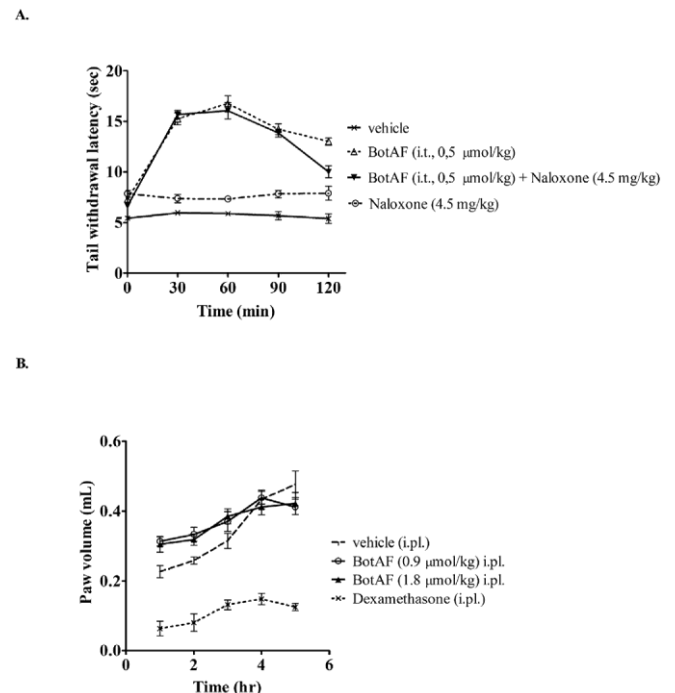 A.
Tail withdrawal latency (sec)
20
15
10
5
0
0 30 60 90 120
Time (min)
vehicle
BotAF (i.t., 0,5 μmol/kg)
BotAF (i.t., 0,5 μmol/kg) + Naloxone (4.5 mg/kg)
Naloxone (4.5 mg/kg)
B.
Paw volume (mL)
0.6
0.4
0.2
0.0
0 2 4 6
Time (hr)
vehicle (i.pl.)
BotAF (0.9 μmol/kg) i.pl.
BotAF (1.8 μmol/kg) i.pl.
Dexamethasone (i.pl.)